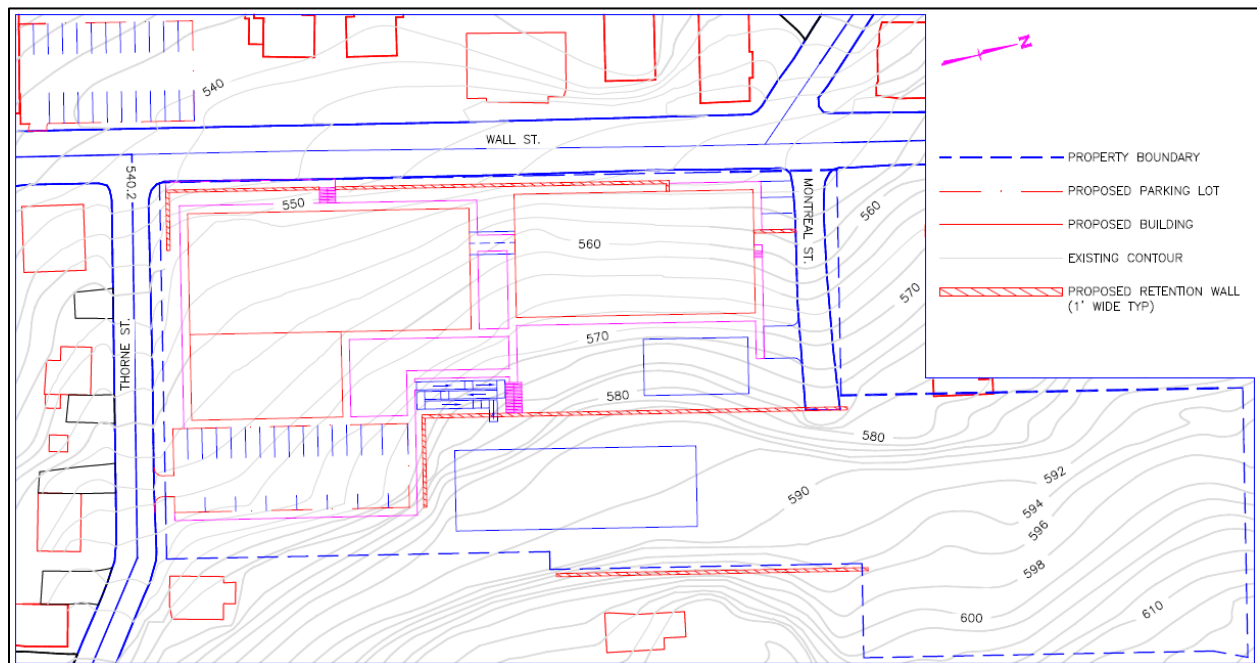 N
540
WALL ST.
PROPERTY BOUNDARY
540.2
PROPOSED PARKING LOT
550
MONTREAL ST.
560
PROPOSED BUILDING
560
EXISTING CONTOUR
570
PROPOSED RETENTION WALL
(1' WIDE TYP)
THORNE ST.
570
580
580
590
592
594
596
598
600
610